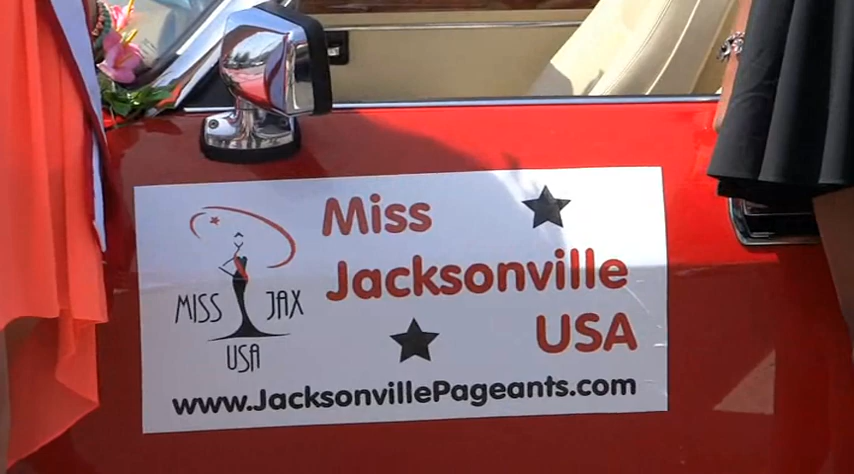 Miss
Jacksonville
USA
MISS JAX
USA
www.JacksonvillePageants.com